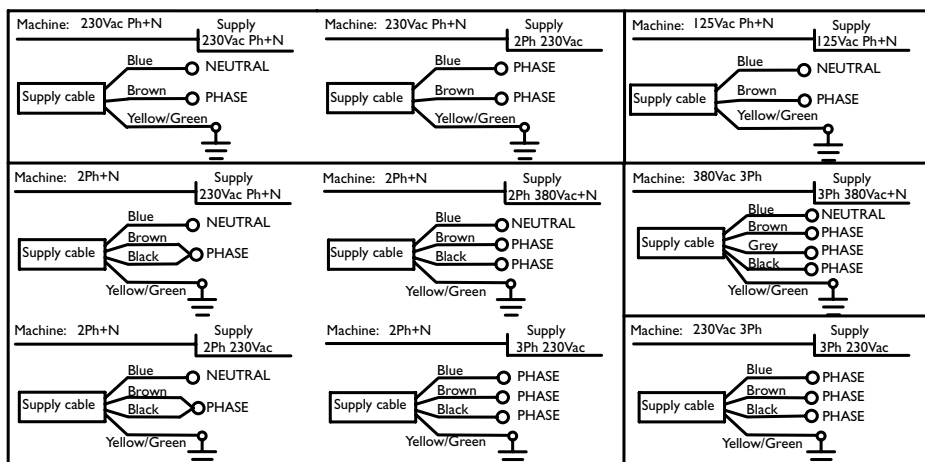 Machine: 230Vac Ph+N Supply
230Vac Ph+N
Blue NEUTRAL
Supply cable Brown PHASE
Yellow/Green
Machine: 230Vac Ph+N Supply
2Ph 230Vac
Blue PHASE
Supply cable Brown PHASE
Yellow/Green
Machine: 125Vac Ph+N Supply
125Vac Ph+N
Blue NEUTRAL
Supply cable Brown PHASE
Yellow/Green
Machine: 2Ph+N Supply
230Vac Ph+N
Blue NEUTRAL
Brown
Supply cable PHASE
Black
Yellow/Green
Machine: 2Ph+N Supply
2Ph 380Vac+N
Blue NEUTRAL
Brown PHASE
Supply cable
Black PHASE
Yellow/Green
Machine: 380Vac 3Ph Supply
3Ph 380Vac+N
Blue NEUTRAL
Brown PHASE
Supply cable
Grey PHASE
Black PHASE
Yellow/Green
Machine: 2Ph+N Supply
2Ph 230Vac
Blue NEUTRAL
Brown
Supply cable PHASE
Black
Yellow/Green
Machine: 2Ph+N Supply
3Ph 230Vac
Blue PHASE
Brown PHASE
Supply cable
Black PHASE
Yellow/Green
Machine: 230Vac 3Ph Supply
3Ph 230Vac
Blue PHASE
Brown PHASE
Supply cable
Black PHASE
Yellow/Green